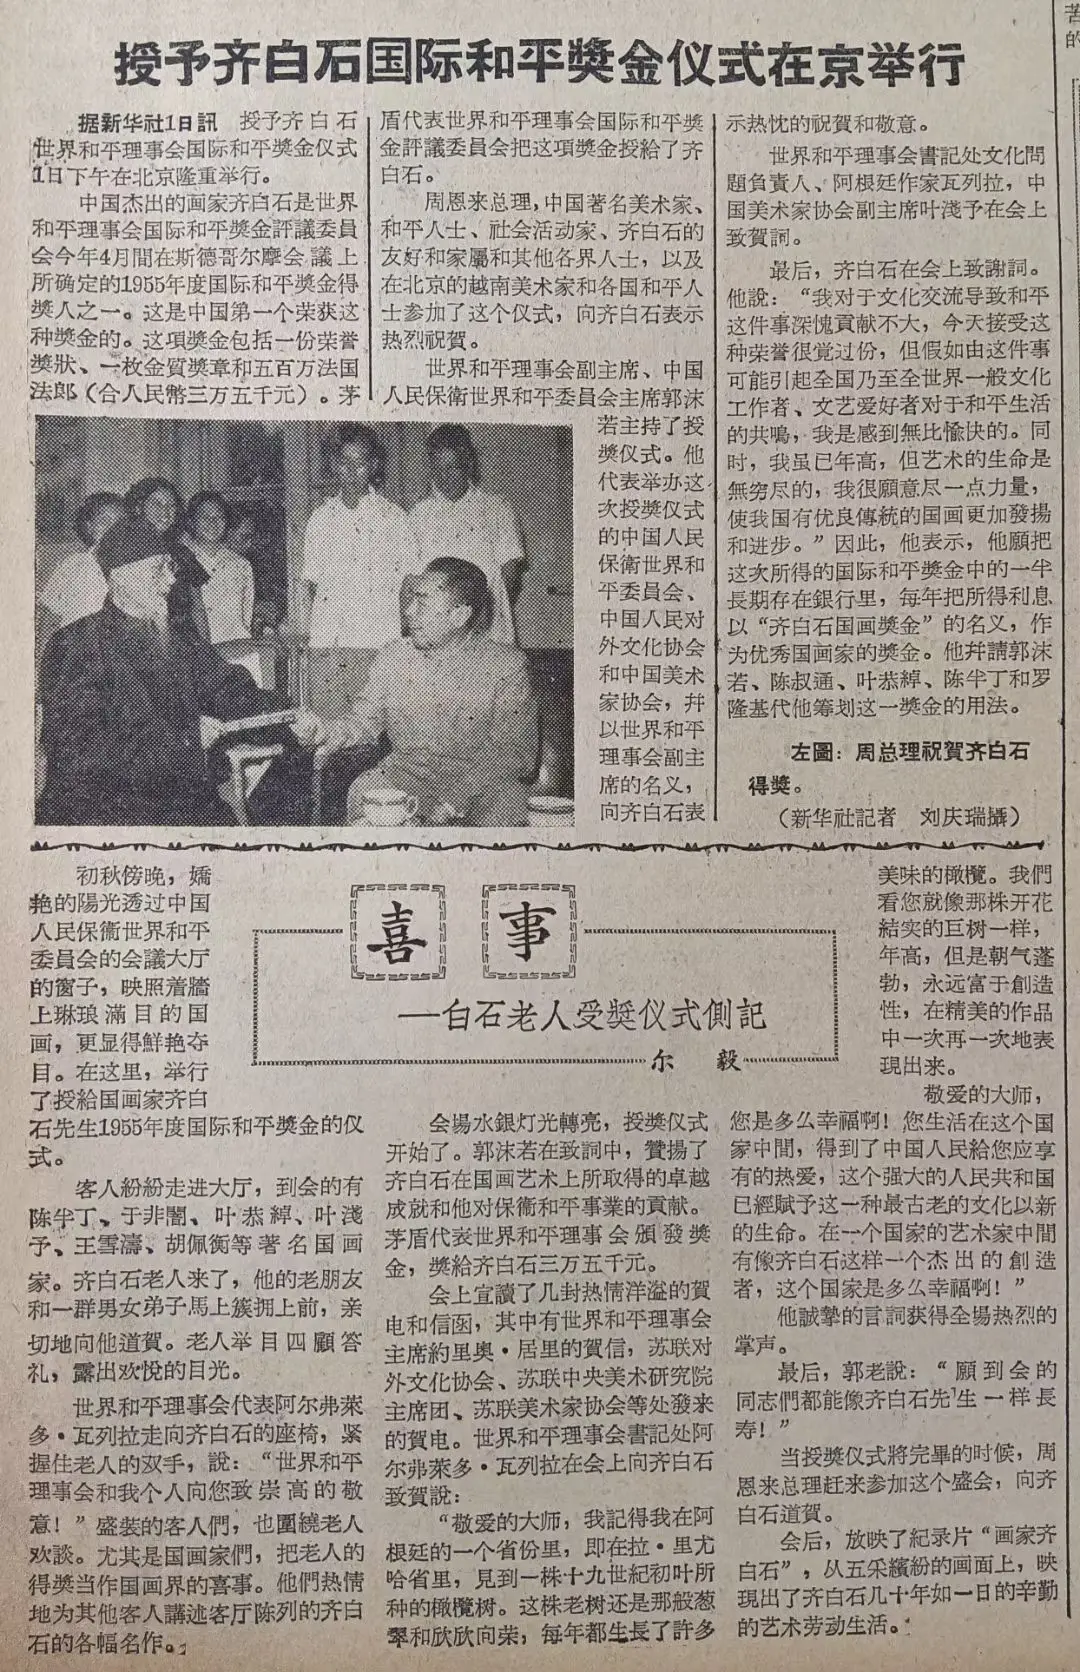 授予齐白石国际和平獎金仪式在京举行
据新华社1日訊　授予齐白石
世界和平理事会国际和平獎金仪式
1日下午在北京隆重举行。
中国杰出的画家齐白石是世界
和平理事会国际和平獎金評議委員
会今年4月間在斯德哥尔摩会議上
所确定的1955年度国际和平獎金得
獎人之一。这是中国第一个荣获这
种獎金的。这項獎金包括一份荣誉
獎狀、一枚金質獎章和五百万法国
法郎（合人民幣三万五千元）。茅
盾代表世界和平理事会国际和平獎
金評議委員会把这項獎金授給了齐
白石。
周恩来总理，中国著名美术家、
和平人士、社会活动家、齐白石的
友好和家屬和其他各界人士，以及
在北京的越南美术家和各国和平人
士参加了这个仪式，向齐白石表示
热烈祝賀。
世界和平理事会副主席、中国
人民保衛世界和平委員会主席郭沫
若主持了授
獎仪式。他
代表举办这
次授獎仪式
的中国人民
保衛世界和
平委員会、
中国人民对
外文化协会
和中国美术
家协会，幷
以世界和平
理事会副主
席的名义，
向齐白石表
示热忱的祝賀和敬意。
世界和平理事会書記处文化問
題負責人、阿根廷作家瓦列拉，中
国美术家协会副主席叶淺予在会上
致賀詞。
最后，齐白石在会上致謝詞。
他說：“我对于文化交流导致和平
这件事深愧貢献不大，今天接受这
种荣誉很覚过份，但假如由这件事
可能引起全国乃至全世界一般文化
工作者、文艺爱好者对于和平生活
的共鳴，我是感到無比愉快的。同
时，我虽已年高，但艺术的生命是
無穷尽的，我很願意尽一点力量，
使我国有优良傳統的国画更加發揚
和进步。”因此，他表示，他願把
这次所得的国际和平獎金中的一半
長期存在銀行里，每年把所得利息
以“齐白石国画獎金”的名义，作
为优秀国画家的獎金。他幷請郭沫
若、陈叔通、叶恭綽、陈半丁和罗
隆基代他筹划这一獎金的用法。
左圖：周总理祝賀齐白石
得獎。
（新华社記者　刘庆瑞攝）
喜事
—白石老人受奬仪式側記
尔　毅
初秋傍晚，嬌
艳的陽光透过中国
人民保衞世界和平
委員会的会議大厅
的窗子，映照着牆
上琳琅滿目的国
画，更显得鮮艳夺
目。在这里，举行
了授給国画家齐白
石先生1955年度国际和平獎金的仪
式。
客人紛紛走进大厅，到会的有
陈半丁、于非闇、叶恭綽、叶淺
予、王雪濤、胡佩衡等著名国画
家。齐白石老人来了，他的老朋友
和一群男女弟子馬上簇拥上前，亲
切地向他道賀。老人举目四顧答
礼，露出欢悅的目光。
世界和平理事会代表阿尔弗萊
多·瓦列拉走向齐白石的座椅，紧
握住老人的双手，說：“世界和平
理事会和我个人向您致崇高的敬
意！”盛裝的客人們，也圍繞老人
欢談。尤其是国画家們，把老人的
得獎当作国画界的喜事。他們热情
地为其他客人講述客厅陈列的齐白
石的各幅名作。
会場水銀灯光轉亮，授獎仪式
开始了。郭沫若在致詞中，贊揚了
齐白石在国画艺术上所取得的卓越
成就和他对保衞和平事業的貢献。
茅盾代表世界和平理事会頒發獎
金，獎給齐白石三万五千元。
会上宣讀了几封热情洋溢的賀
电和信函，其中有世界和平理事会
主席約里奥·居里的賀信，苏联对
外文化协会、苏联中央美术研究院
主席团、苏联美术家协会等处發来
的賀电。世界和平理事会書記处阿
尔弗萊多·瓦列拉在会上向齐白石
致賀說：
“敬爱的大师，我記得我在阿
根廷的一个省份里，即在拉·里尤
哈省里，見到一株十九世紀初叶所
种的橄欖树。这株老树还是那般葱
翠和欣欣向荣，每年都生長了許多
美味的橄欖。我們
看您就像那株开花
結实的巨树一样，
年高，但是朝气蓬
勃，永远富于創造
性，在精美的作品
中一次再一次地表
現出来。
敬爱的大师，
您是多么幸福啊！您生活在这个国
家中間，得到了中国人民給您应享
有的热爱，这个强大的人民共和国
已經賦予这一种最古老的文化以新
的生命。在一个国家的艺术家中間
有像齐白石这样一个杰出的創造
者，这个国家是多么幸福啊！”
他誠摯的言詞获得全場热烈的
掌声。
最后，郭老說：“願到会的
同志們都能像齐白石先生一样長
寿！”
当授獎仪式將完畢的时候，周
恩来总理赶来参加这个盛会，向齐
白石道賀。
会后，放映了紀录片“画家齐
白石”，从五采繽紛的画面上，映
現出了齐白石几十年如一日的辛勤
的艺术劳动生活。